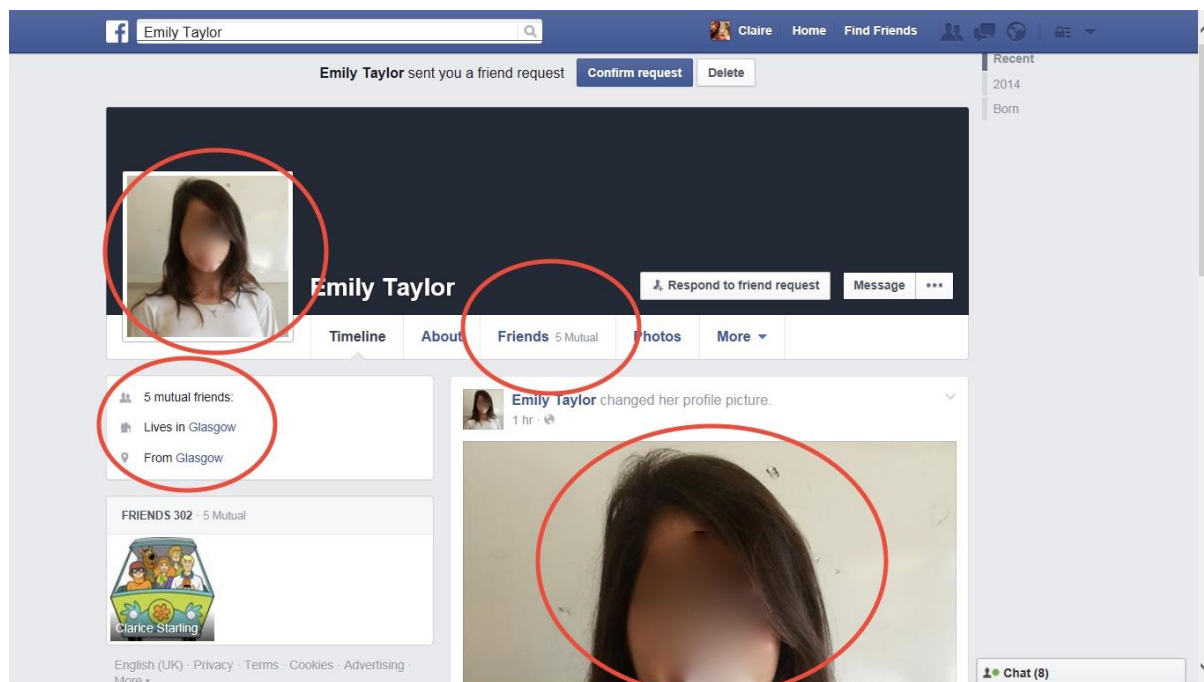 f Emily Taylor Claire Home Find Friends
Emily Taylor sent you a friend request Confirm request Delete
Recent
2014
Born
Emily Taylor
Respond to friend request Message
Timeline About Friends 5 Mutual Photos More
5 mutual friends:
Lives in Glasgow
From Glasgow
FRIENDS 302 · 5 Mutual
Clarice Starling
English (UK) · Privacy · Terms · Cookies · Advertising ·
More
Emily Taylor changed her profile picture.
1 hr ·
Chat (8)